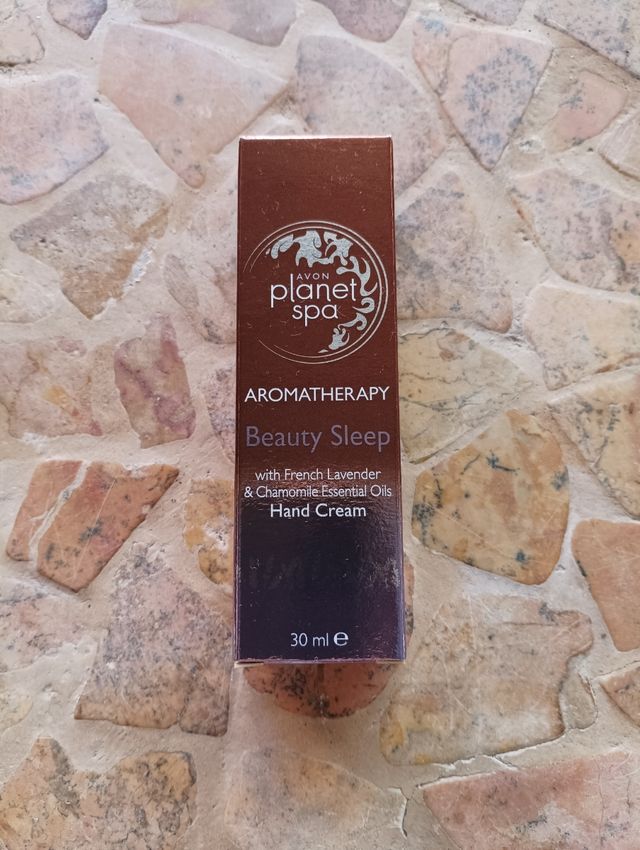 AVON
planet
spa
AROMATHERAPY
Beauty Sleep
with French Lavender
& Chamomile Essential Oils
Hand Cream
30 ml ℮